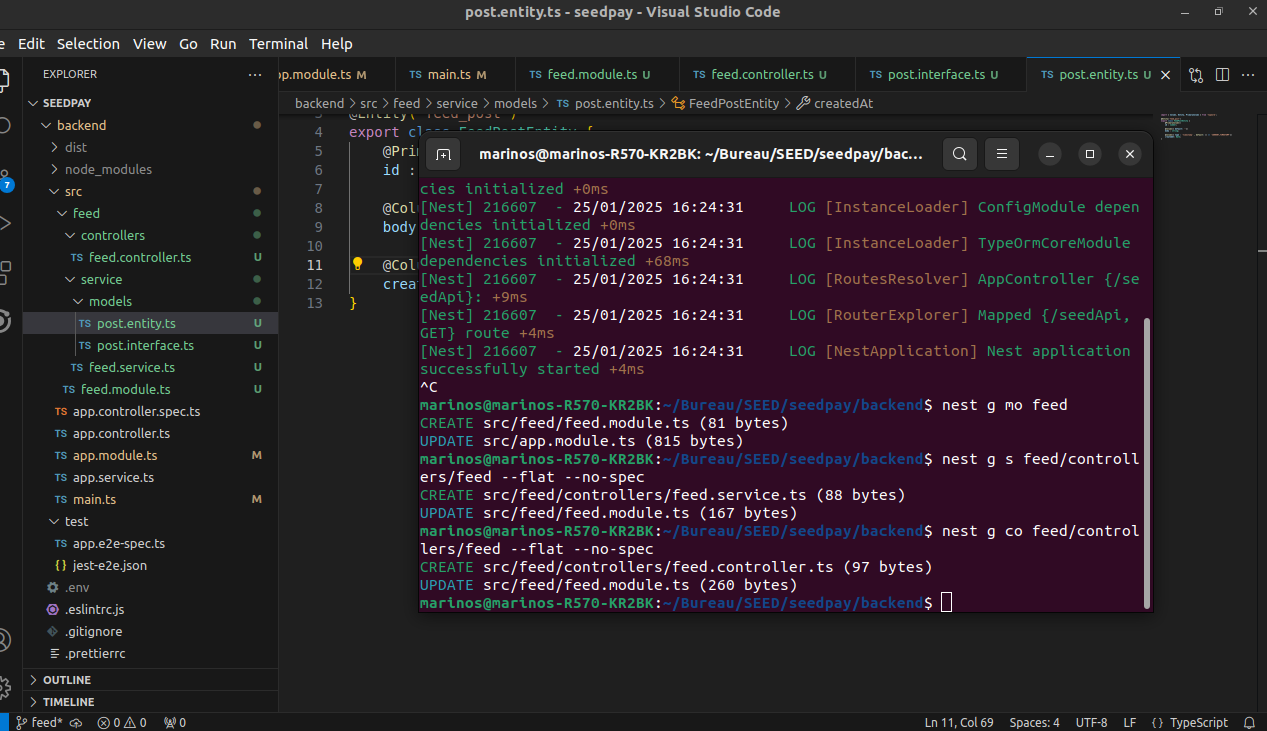 post.entity.ts - seedpay - Visual Studio Code
Edit Selection View Go Run Terminal Help
EXPLORER
SEEDPAY
backend
dist
node_modules
src
feed
controllers
TS feed.controller.ts U
service
models
TS post.entity.ts U
TS post.interface.ts U
TS feed.service.ts U
TS feed.module.ts U
TS app.controller.spec.ts
TS app.controller.ts
TS app.module.ts M
TS app.service.ts
TS main.ts M
test
TS app.e2e-spec.ts
{} jest-e2e.json
.env
.eslintrc.js
.gitignore
.prettierrc
OUTLINE
TIMELINE
7
pp.module.ts M TS main.ts M TS feed.module.ts U TS feed.controller.ts U TS post.interface.ts U TS post.entity.ts U
backend > src > feed > service > models > TS post.entity.ts > FeedPostEntity > createdAt
3 @Entity('feed_post')
4 export class FeedPostEntity {
5 @Pri
6 id :
7
8 @Col
9 body
10
11 @Col
12 crea
13 }
marinos@marinos-R570-KR2BK: ~/Bureau/SEED/seedpay/bac...
cies initialized +0ms
[Nest] 216607 - 25/01/2025 16:24:31 LOG [InstanceLoader] ConfigModule depen
dencies initialized +0ms
[Nest] 216607 - 25/01/2025 16:24:31 LOG [InstanceLoader] TypeOrmCoreModule
dependencies initialized +68ms
[Nest] 216607 - 25/01/2025 16:24:31 LOG [RoutesResolver] AppController {/se
edApi}: +9ms
[Nest] 216607 - 25/01/2025 16:24:31 LOG [RouterExplorer] Mapped {/seedApi,
GET} route +4ms
[Nest] 216607 - 25/01/2025 16:24:31 LOG [NestApplication] Nest application
successfully started +4ms
^C
marinos@marinos-R570-KR2BK:~/Bureau/SEED/seedpay/backend$ nest g mo feed
CREATE src/feed/feed.module.ts (81 bytes)
UPDATE src/app.module.ts (815 bytes)
marinos@marinos-R570-KR2BK:~/Bureau/SEED/seedpay/backend$ nest g s feed/controll
ers/feed --flat --no-spec
CREATE src/feed/controllers/feed.service.ts (88 bytes)
UPDATE src/feed/feed.module.ts (167 bytes)
marinos@marinos-R570-KR2BK:~/Bureau/SEED/seedpay/backend$ nest g co feed/control
lers/feed --flat --no-spec
CREATE src/feed/controllers/feed.controller.ts (97 bytes)
UPDATE src/feed/feed.module.ts (260 bytes)
marinos@marinos-R570-KR2BK:~/Bureau/SEED/seedpay/backend$
feed* 0 0 0 Ln 11, Col 69 Spaces: 4 UTF-8 LF {} TypeScript